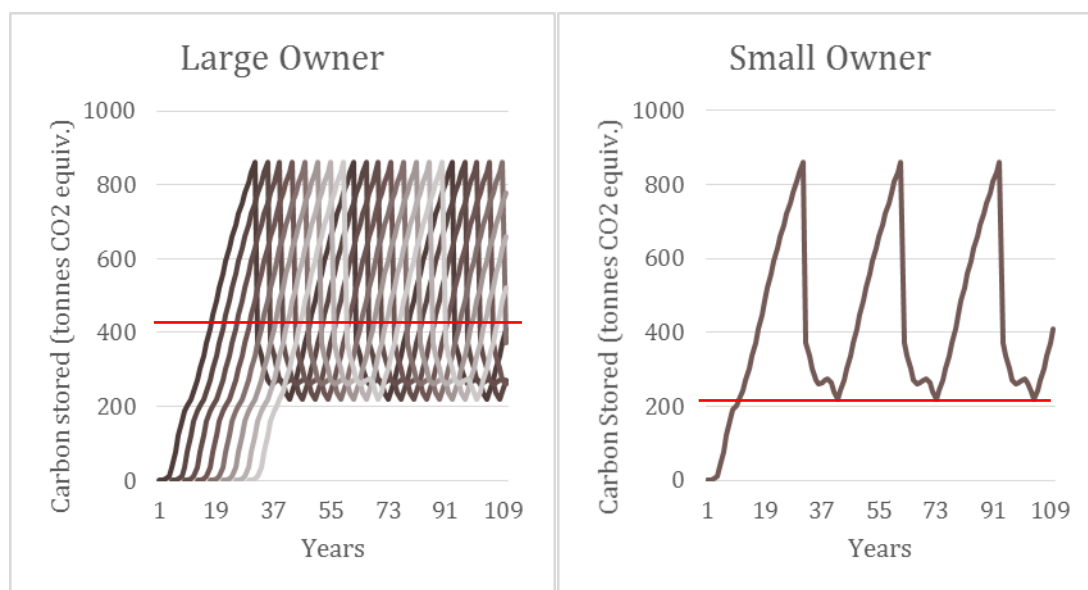 Large Owner
Carbon stored (tonnes CO2 equiv.)
1000
800
600
400
200
0
1 19 37 55 73 91 109
Years
Small Owner
Carbon Stored (tonnes CO2 equiv.)
1000
800
600
400
200
0
1 19 37 55 73 91 109
Years